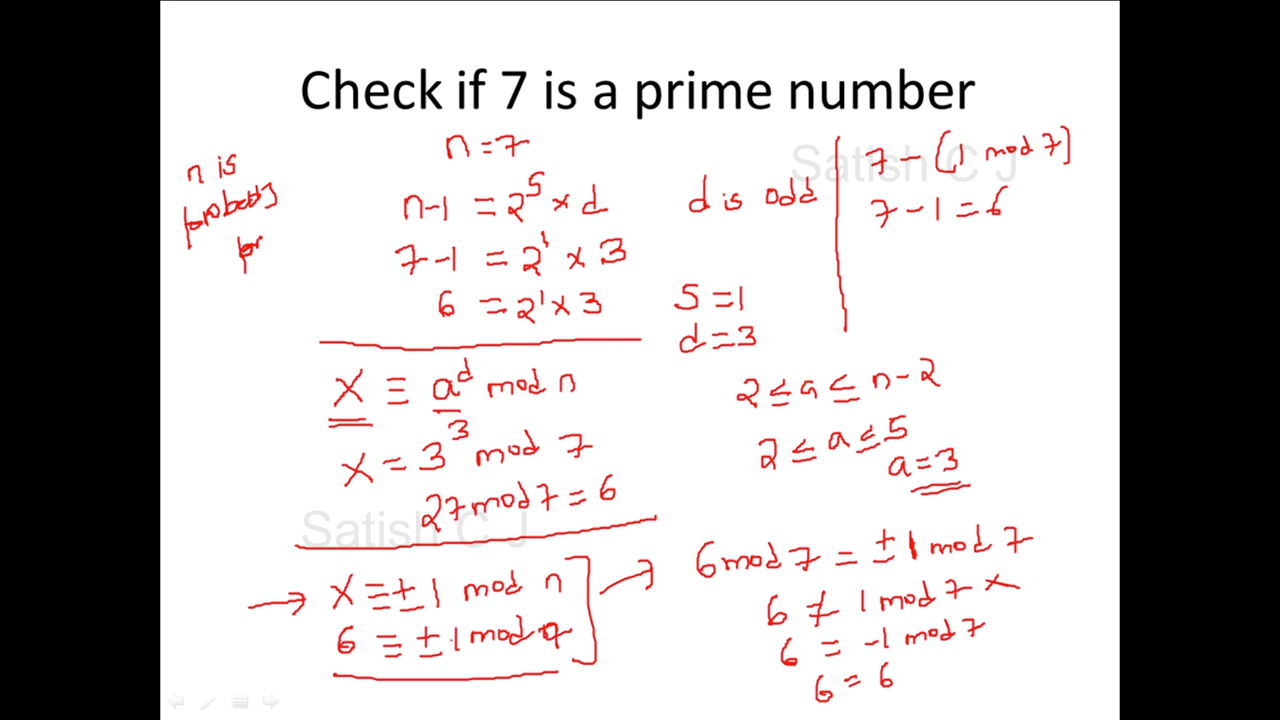 Check if 7 is a prime number
n is
probably
pr
n = 7
n-1 = 2^S × d
7-1 = 2^1 × 3
6 = 2^1 × 3
d is odd
S = 1
d = 3
7 - [1 mod 7]
7 - 1 = 6
X ≡ a^d mod n
X = 3^3 mod 7
27 mod 7 = 6
2 ≤ a ≤ n-2
2 ≤ a ≤ 5
a = 3
→ X ≡ ±1 mod n
6 ≡ ±1 mod 7
→ 6 mod 7 = ±1 mod 7
6 ≠ 1 mod 7 ×
6 = -1 mod 7
6 = 6
Satish C J
Satish C J